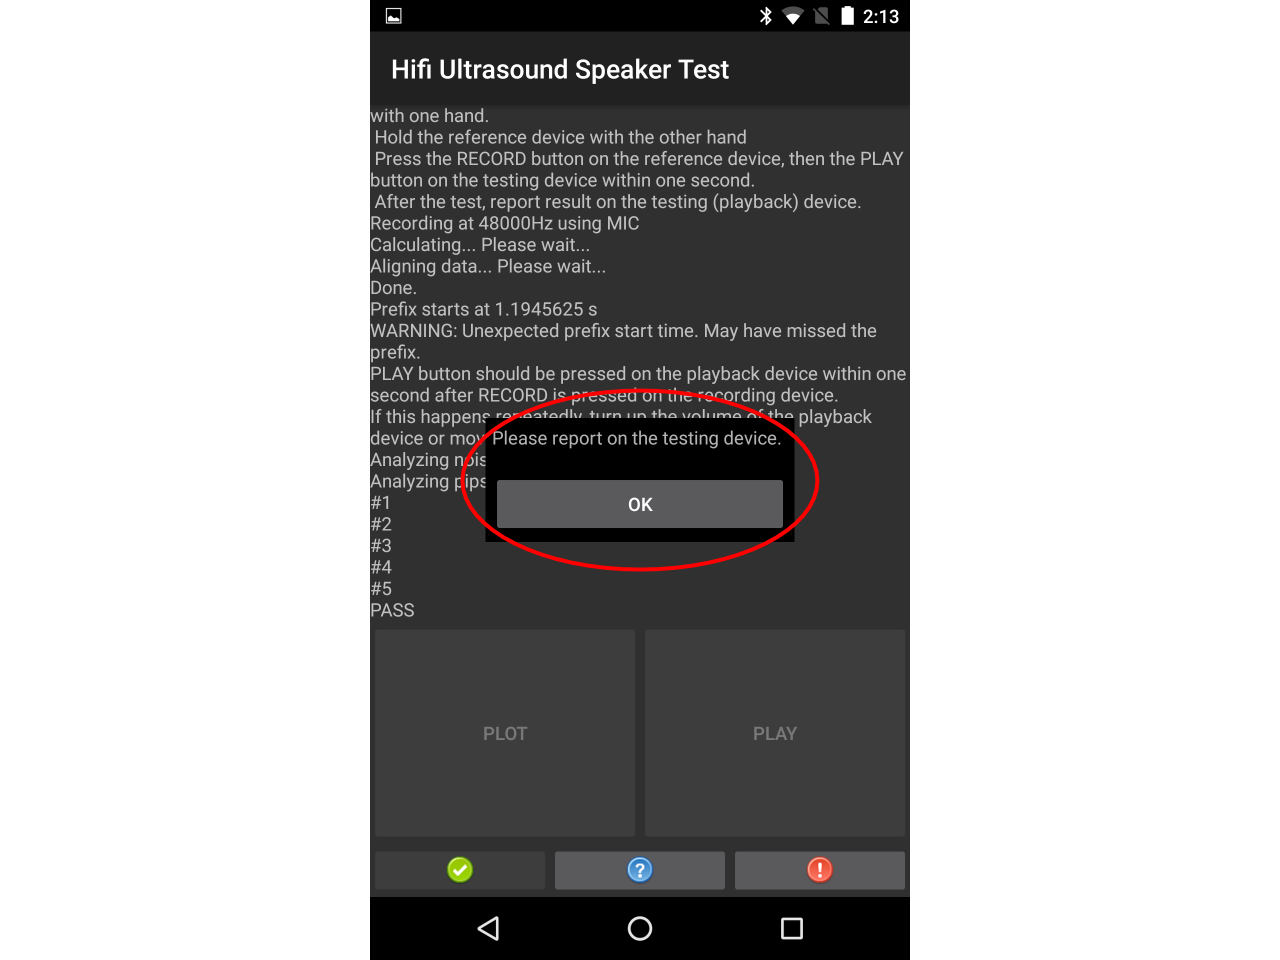 2:13
Hifi Ultrasound Speaker Test
with one hand.
Hold the reference device with the other hand
Press the RECORD button on the reference device, then the PLAY
button on the testing device within one second.
After the test, report result on the testing (playback) device.
Recording at 48000Hz using MIC
Calculating... Please wait...
Aligning data... Please wait...
Done.
Prefix starts at 1.1945625 s
WARNING: Unexpected prefix start time. May have missed the
prefix.
PLAY button should be pressed on the playback device within one
second after RECORD is pressed on the recording device.
If this happens repeatedly, turn up the volume of the playback
device or
Please report on the testing device.
Analyzing
Analyzing pips
OK
#1
#2
#3
#4
#5
PASS
PLOT PLAY